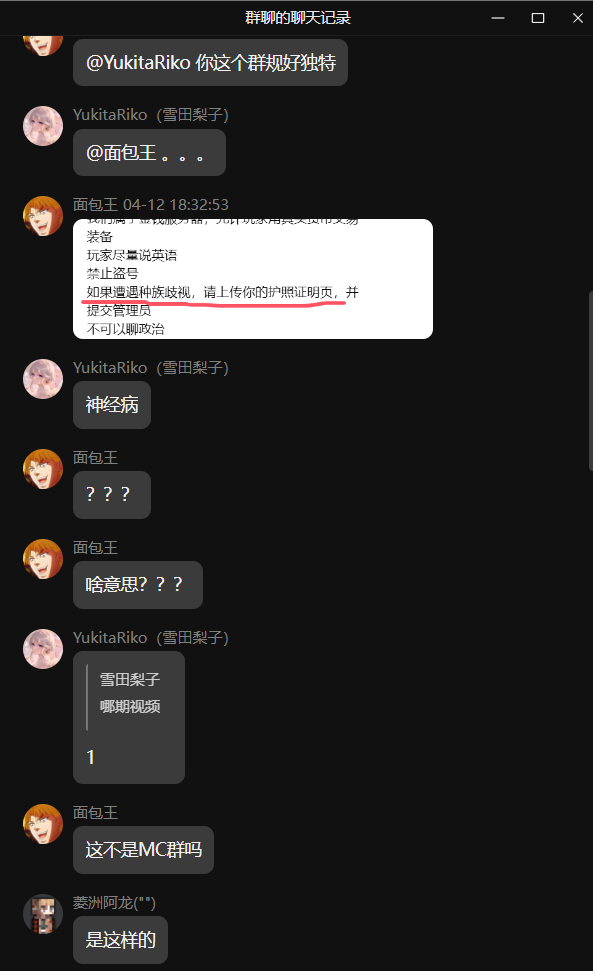 群聊的聊天记录
@YukitaRiko 你这个群规好独特
YukitaRiko（雪田梨子）
@面包王 。。。
面包王 04-12 18:32:53
装备
玩家尽量说英语
禁止盗号
如果遭遇种族歧视，请上传你的护照证明页，并
提交管理员
不可以聊政治
YukitaRiko（雪田梨子）
神经病
面包王
？？？
面包王
啥意思？？？
YukitaRiko（雪田梨子）
雪田梨子
哪期视频
1
面包王
这不是MC群吗
菱洲阿龙("")
是这样的